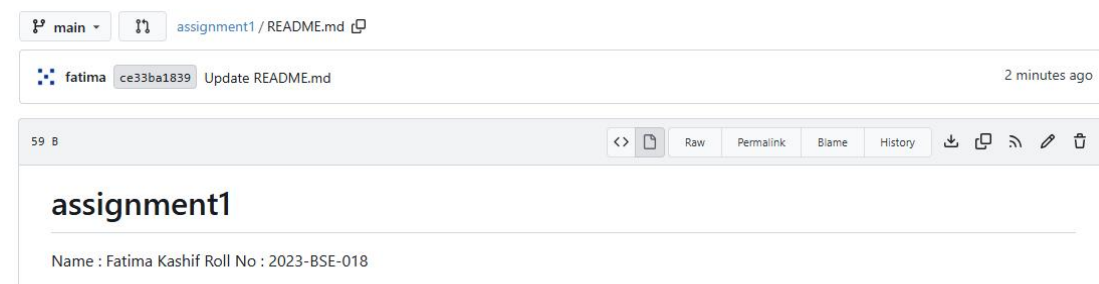 main assignment1 / README.md
fatima ce33ba1839 Update README.md 2 minutes ago
59 B <> Raw Permalink Blame History
assignment1
Name : Fatima Kashif Roll No : 2023-BSE-018